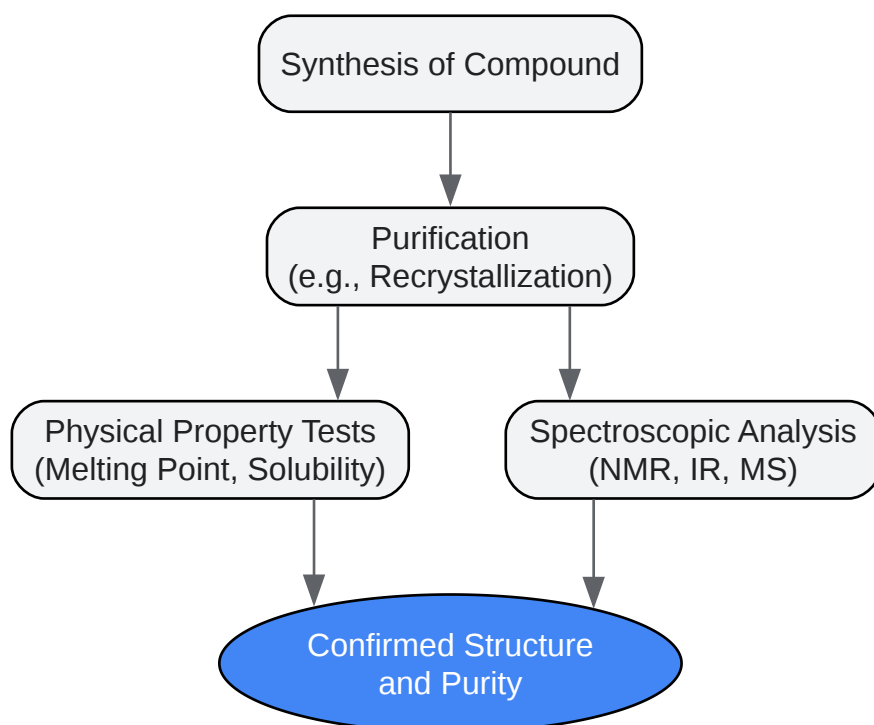 Synthesis of Compound
Purification
(e.g., Recrystallization)
Physical Property Tests
(Melting Point, Solubility)
Spectroscopic Analysis
(NMR, IR, MS)
Confirmed Structure
and Purity